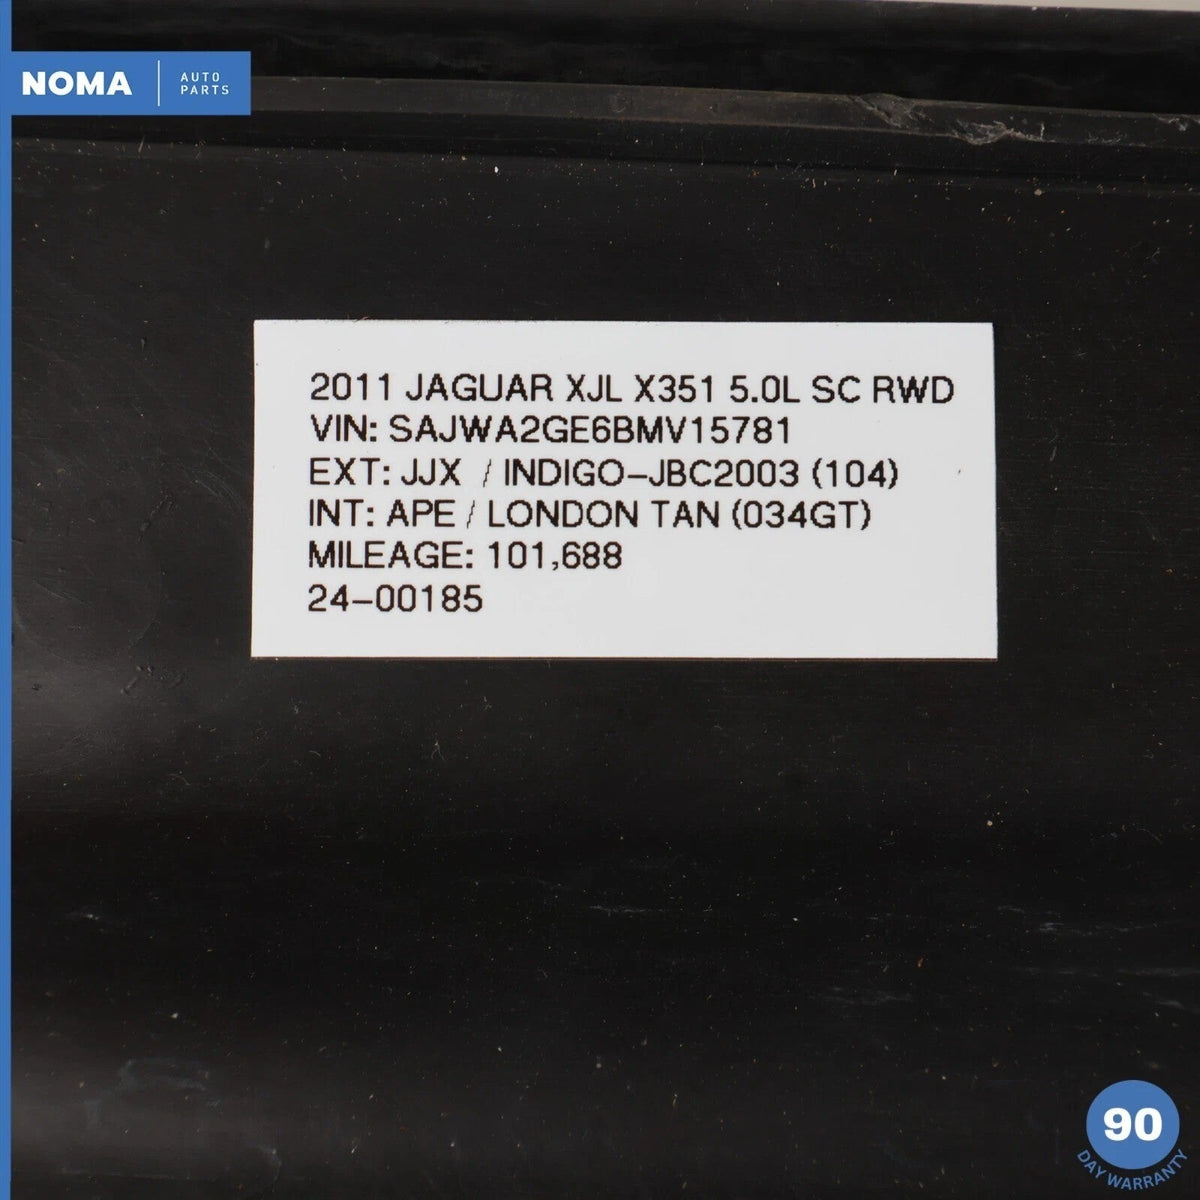 NOMA AUTO PARTS
2011 JAGUAR XJL X351 5.0L SC RWD
VIN: SAJWA2GE6BMV15781
EXT: JJX / INDIGO-JBC2003 (104)
INT: APE / LONDON TAN (034GT)
MILEAGE: 101,688
24-00185
90
DAY WARRANTY